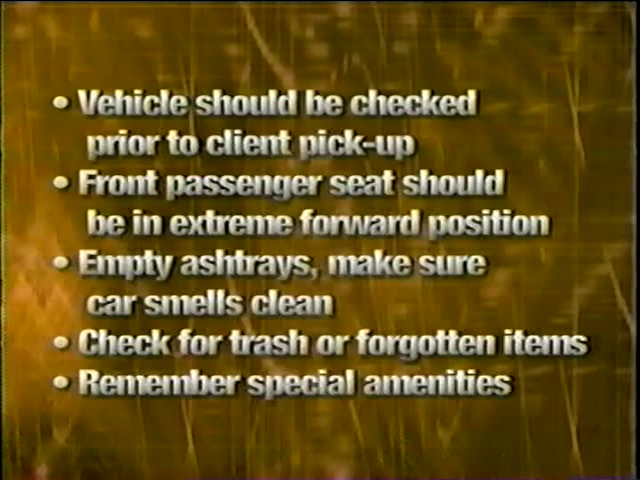 • Vehicle should be checked
prior to client pick-up
• Front passenger seat should
be in extreme forward position
• Empty ashtrays, make sure
car smells clean
• Check for trash or forgotten items
• Remember special amenities